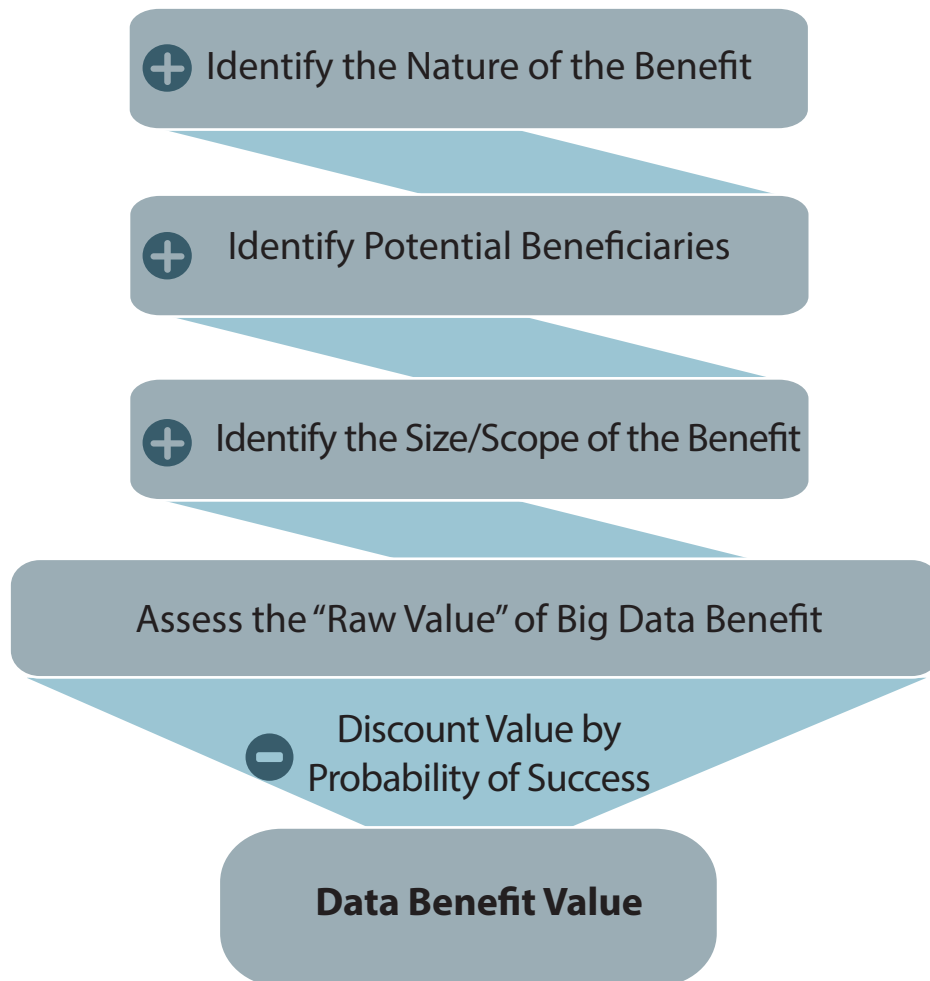 Identify the Nature of the Benefit
Identify Potential Beneficiaries
Identify the Size/Scope of the Benefit
Assess the “Raw Value” of Big Data Benefit
Discount Value by
Probability of Success
Data Benefit Value